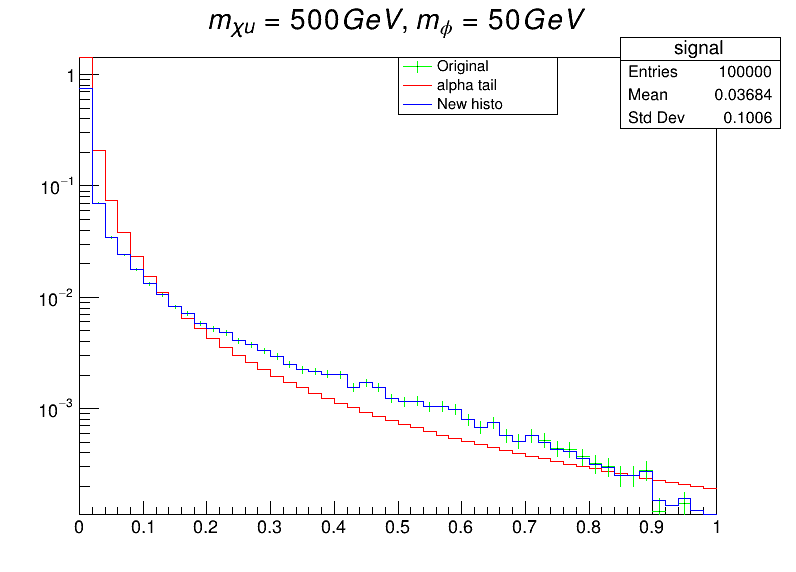 m_χu = 500GeV, m_ϕ = 50GeV
signal
Entries 100000
Mean 0.03684
Std Dev 0.1006
Original
alpha tail
New histo
1
10⁻¹
10⁻²
10⁻³
0 0.1 0.2 0.3 0.4 0.5 0.6 0.7 0.8 0.9 1